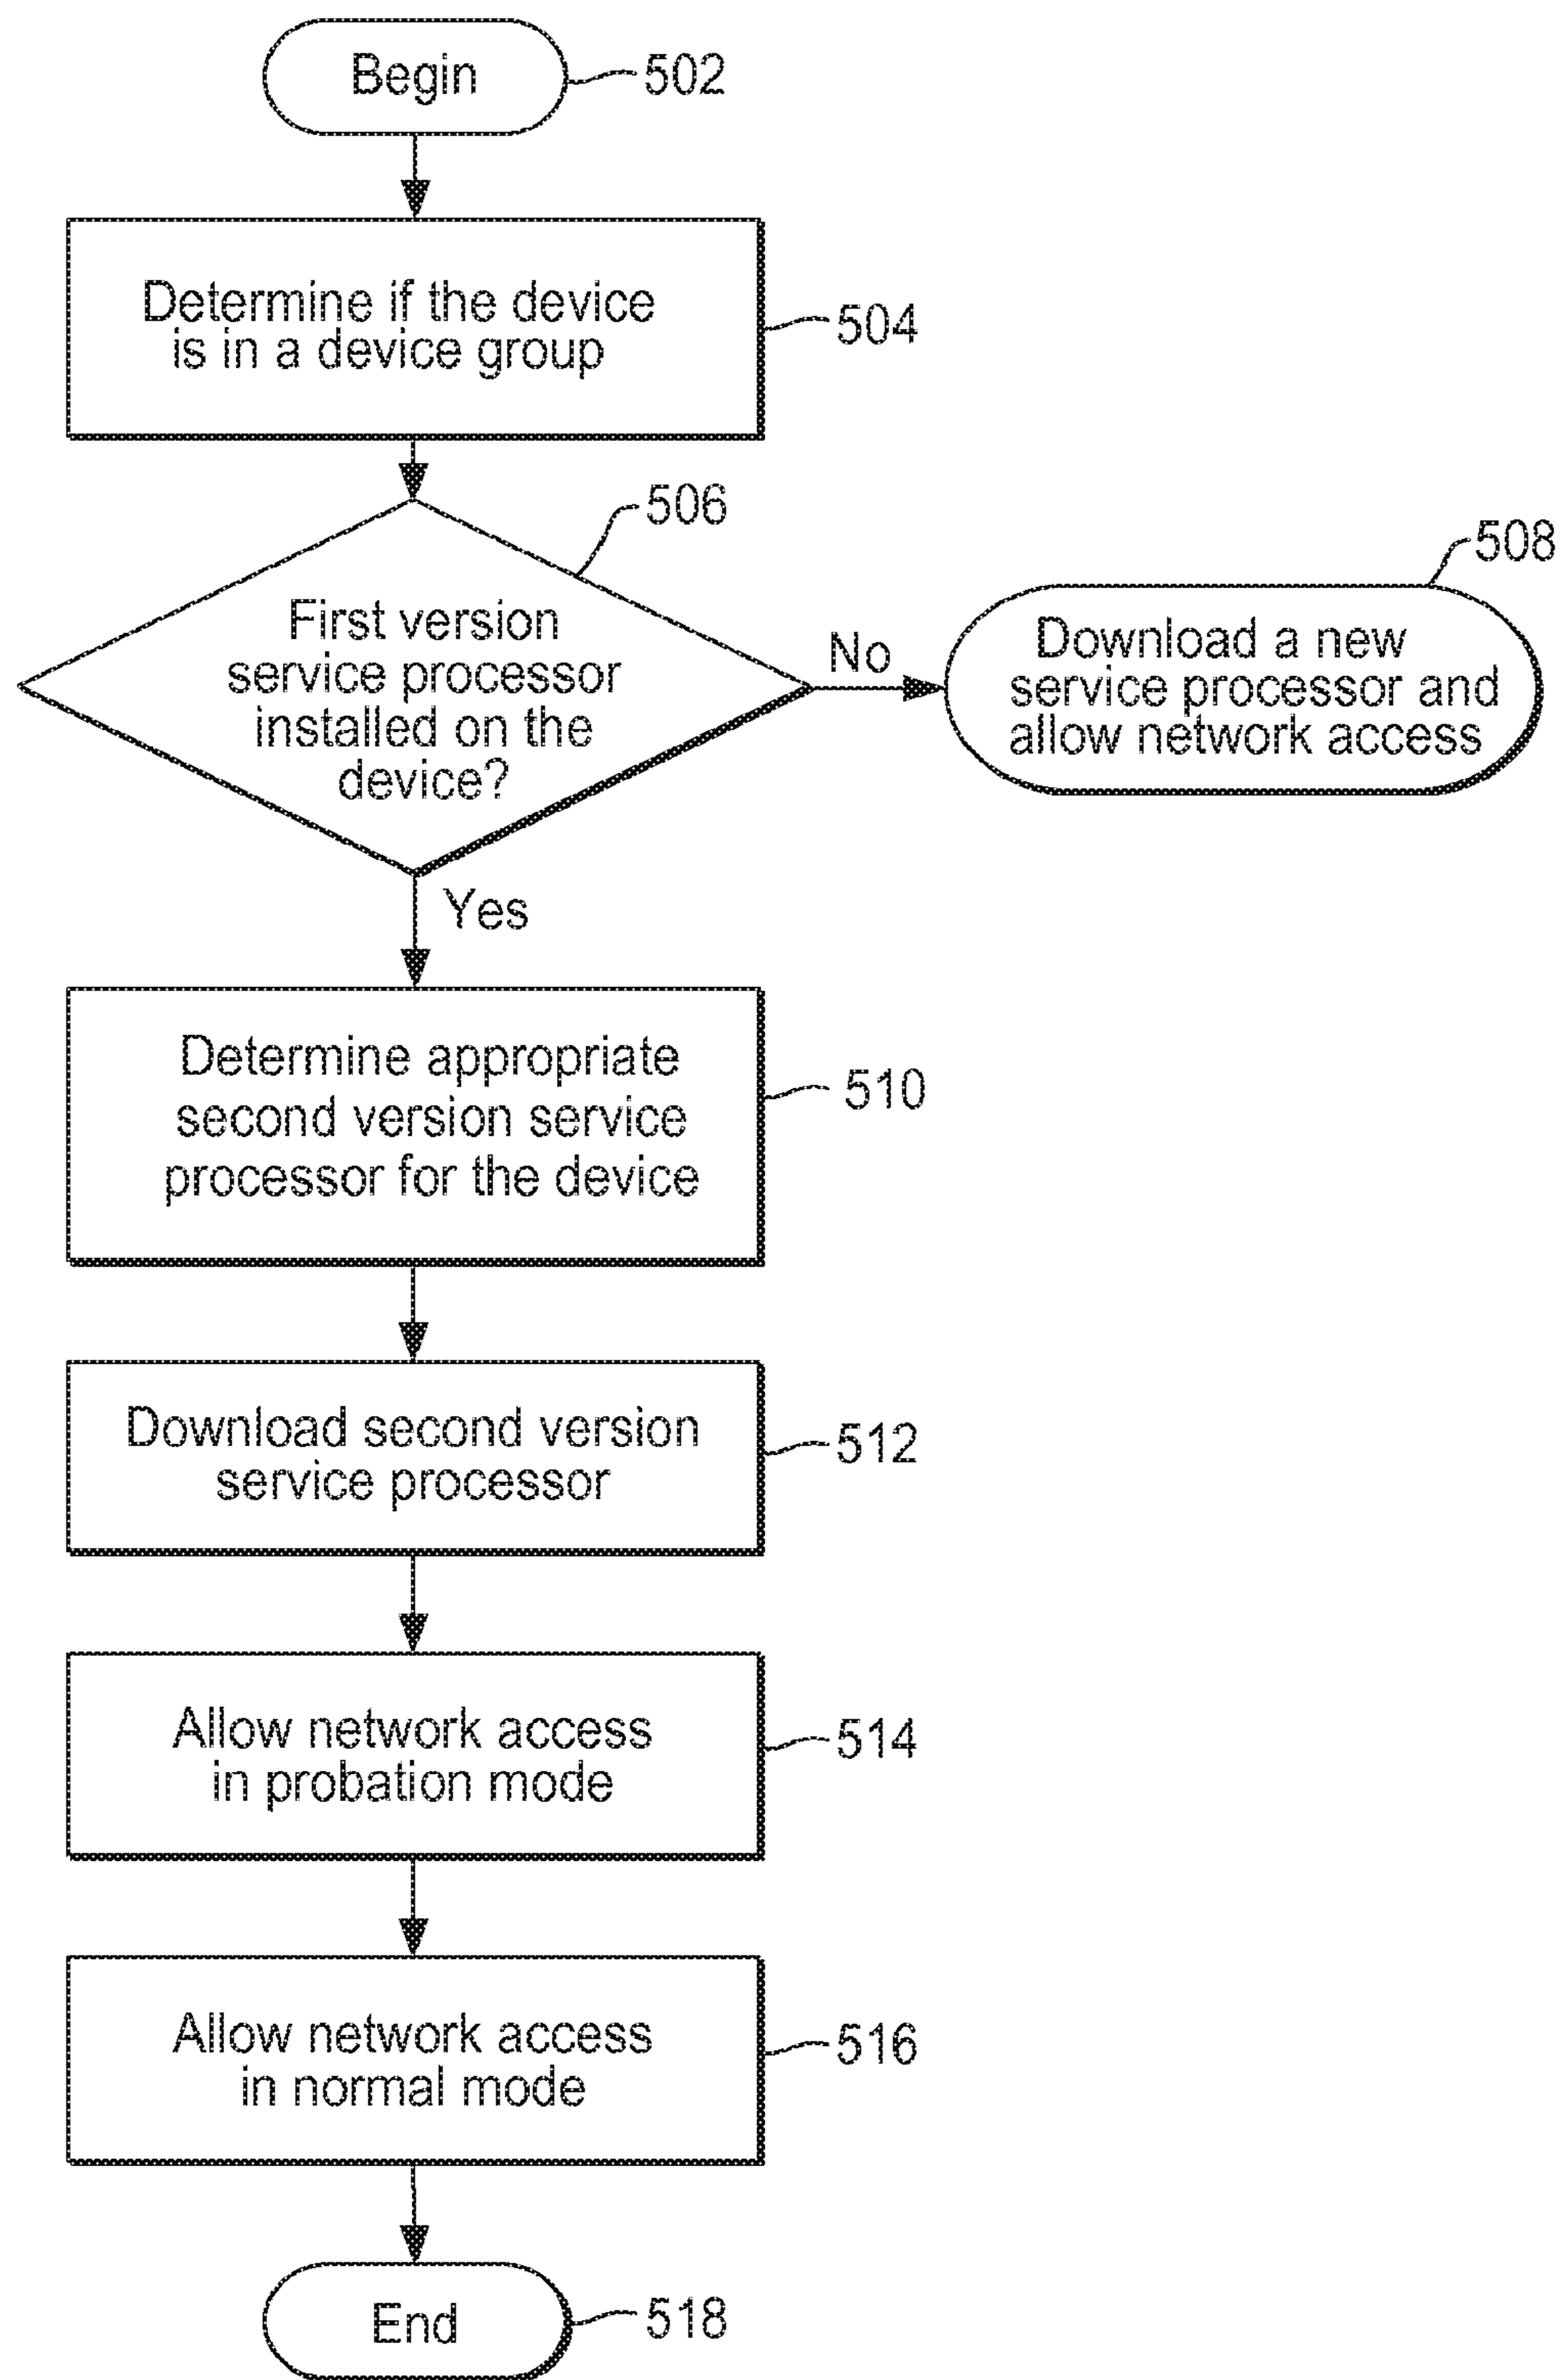 Begin
502
Determine if the device
is in a device group
504
506
First version
service processor
installed on the
device?
No
508
Download a new
service processor and
allow network access
Yes
Determine appropriate
second version service
processor for the device
510
Download second version
service processor
512
Allow network access
in probation mode
514
Allow network access
in normal mode
516
End
518